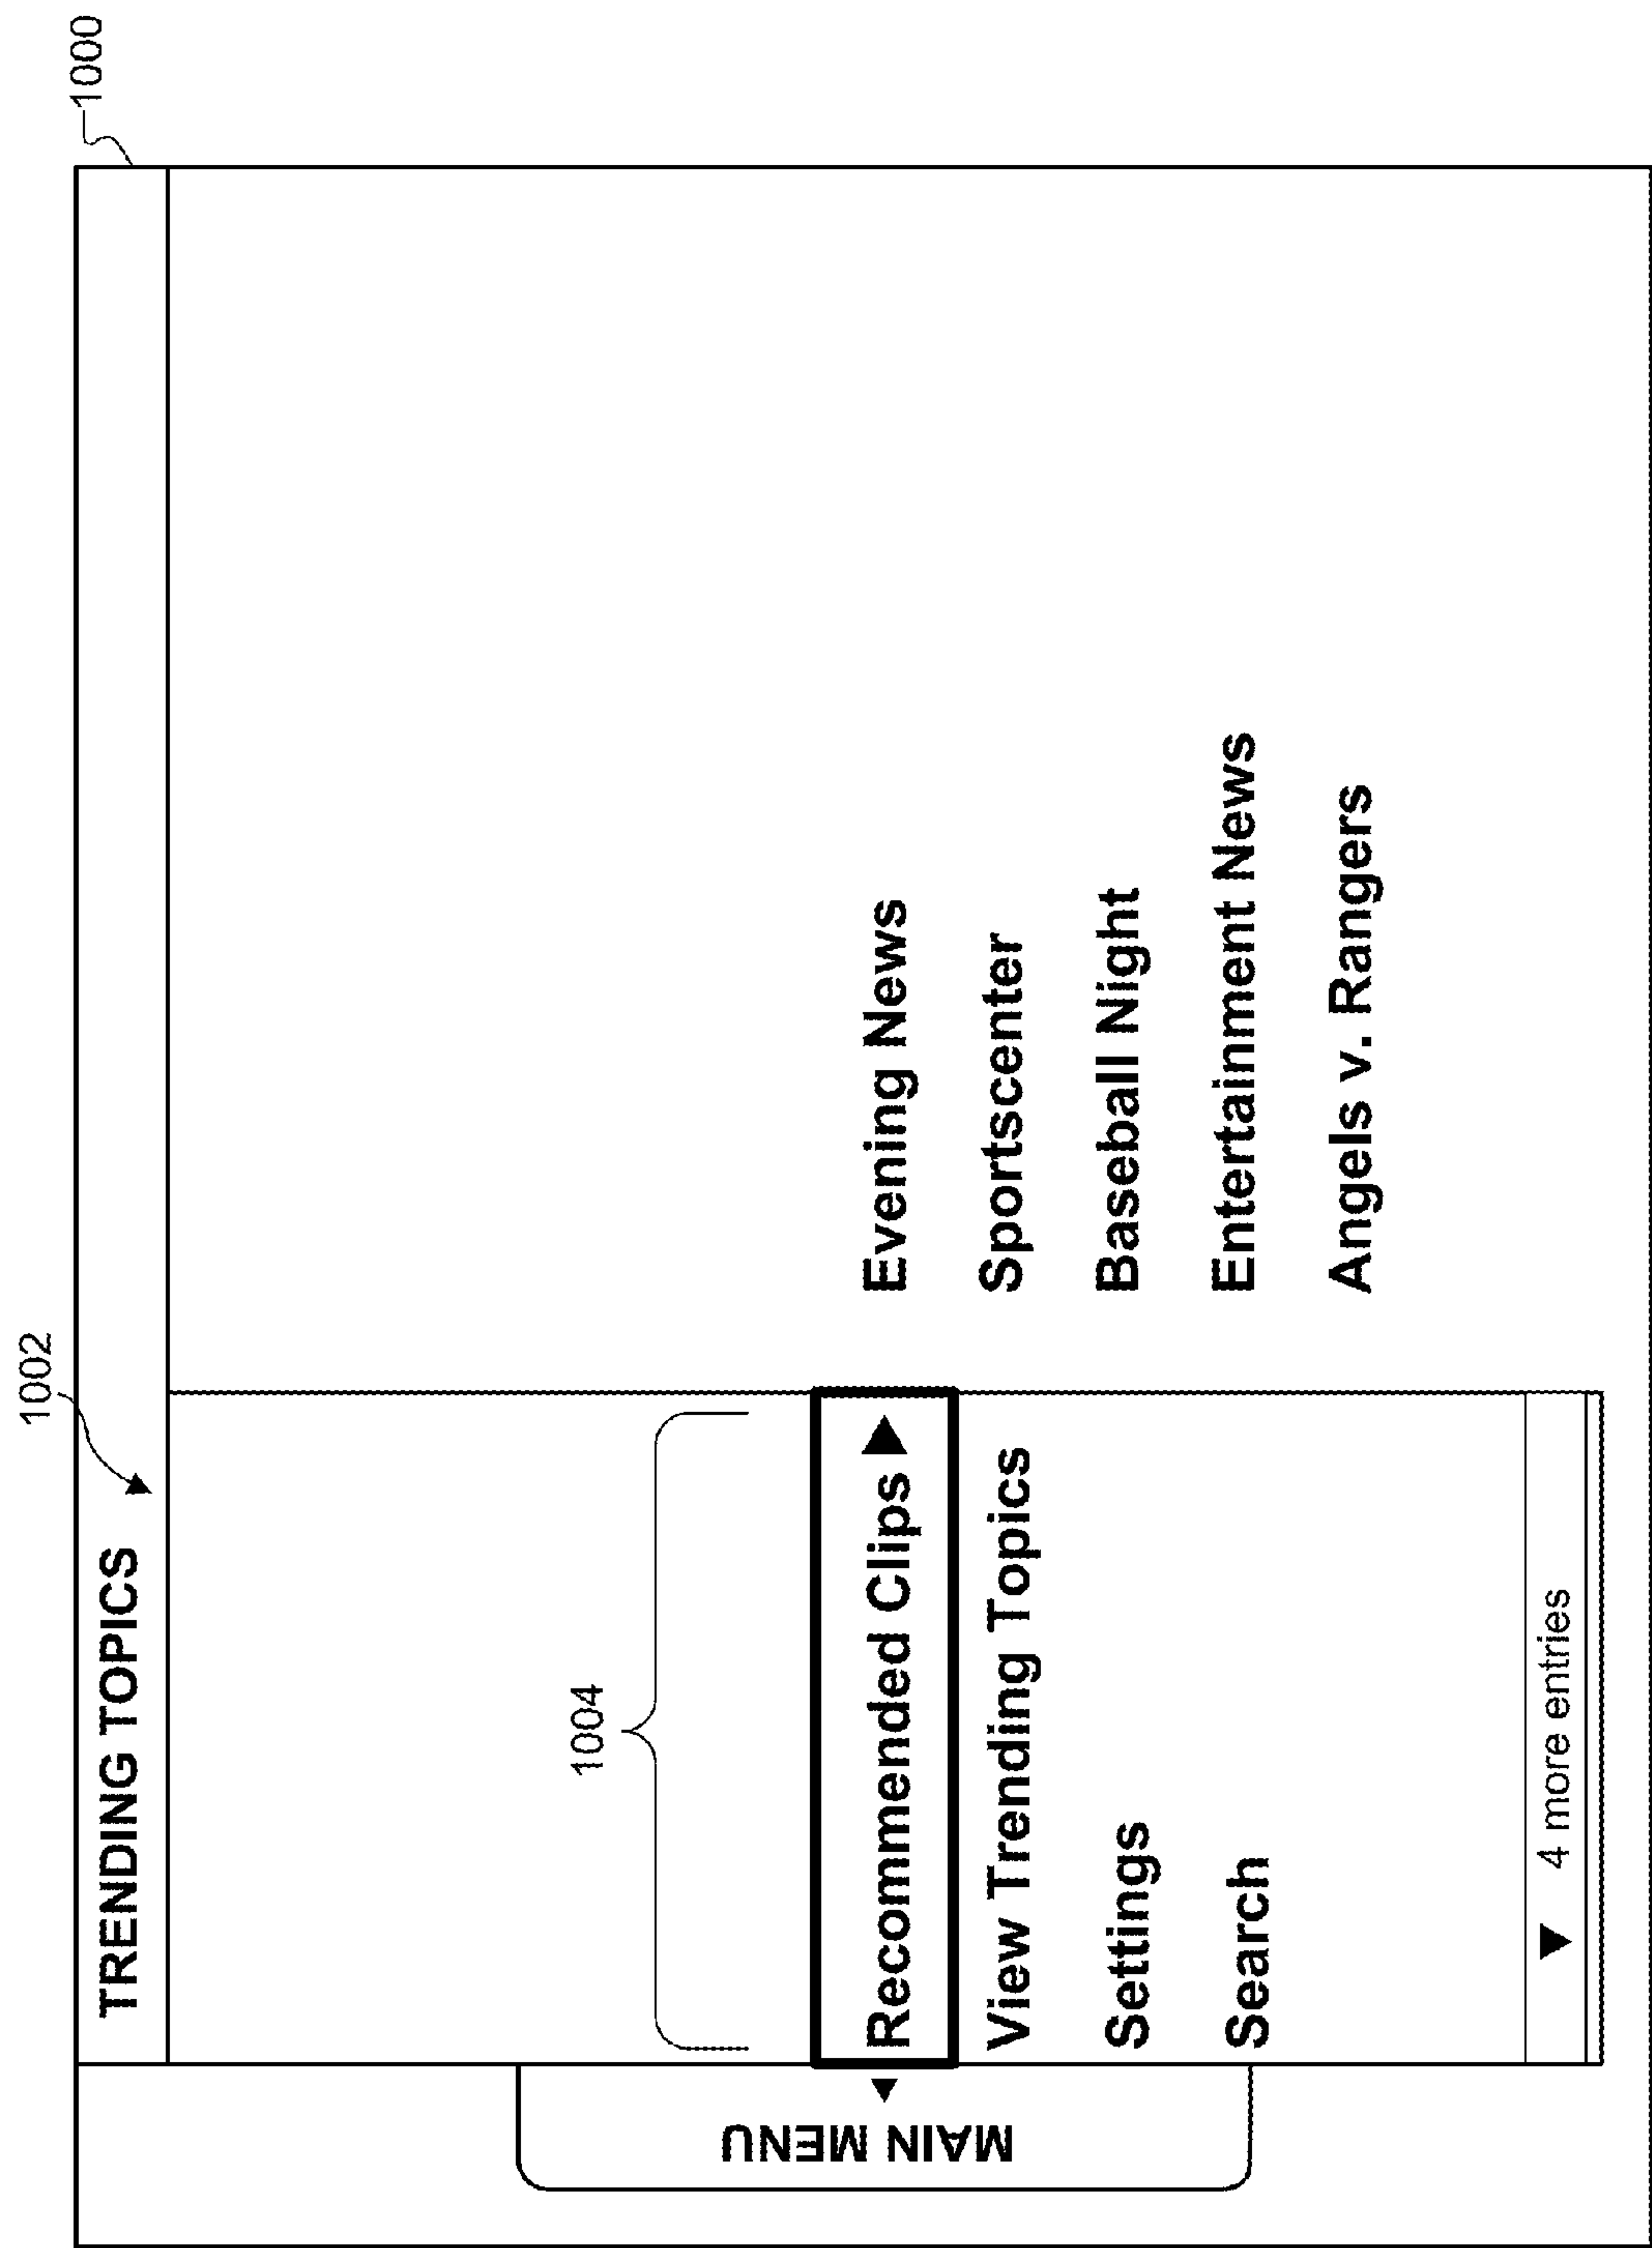 1000
1002
TRENDING TOPICS
1004
MAIN MENU
Recommended Clips
View Trending Topics
Settings
Search
4 more entries
Evening News
Sportscenter
Baseball Night
Entertainment News
Angels v. Rangers